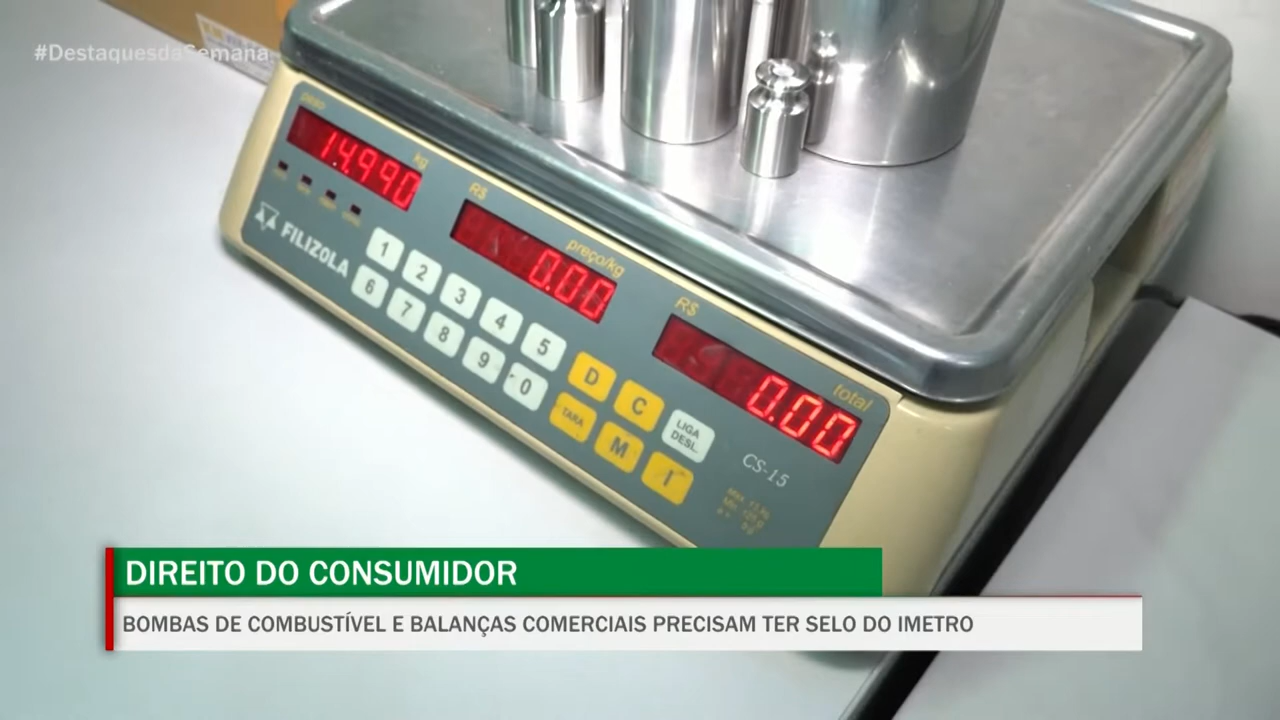 #DestaquesdaSemana
peso
kg
14.990
R$
preço/kg
0.00
R$
total
0.00
FILIZOLA
1 2 3 4 5
6 7 8 9 0
D C LIGA DESL.
TARA M I
CS-15
DIREITO DO CONSUMIDOR
BOMBAS DE COMBUSTÍVEL E BALANÇAS COMERCIAIS PRECISAM TER SELO DO IMETRO